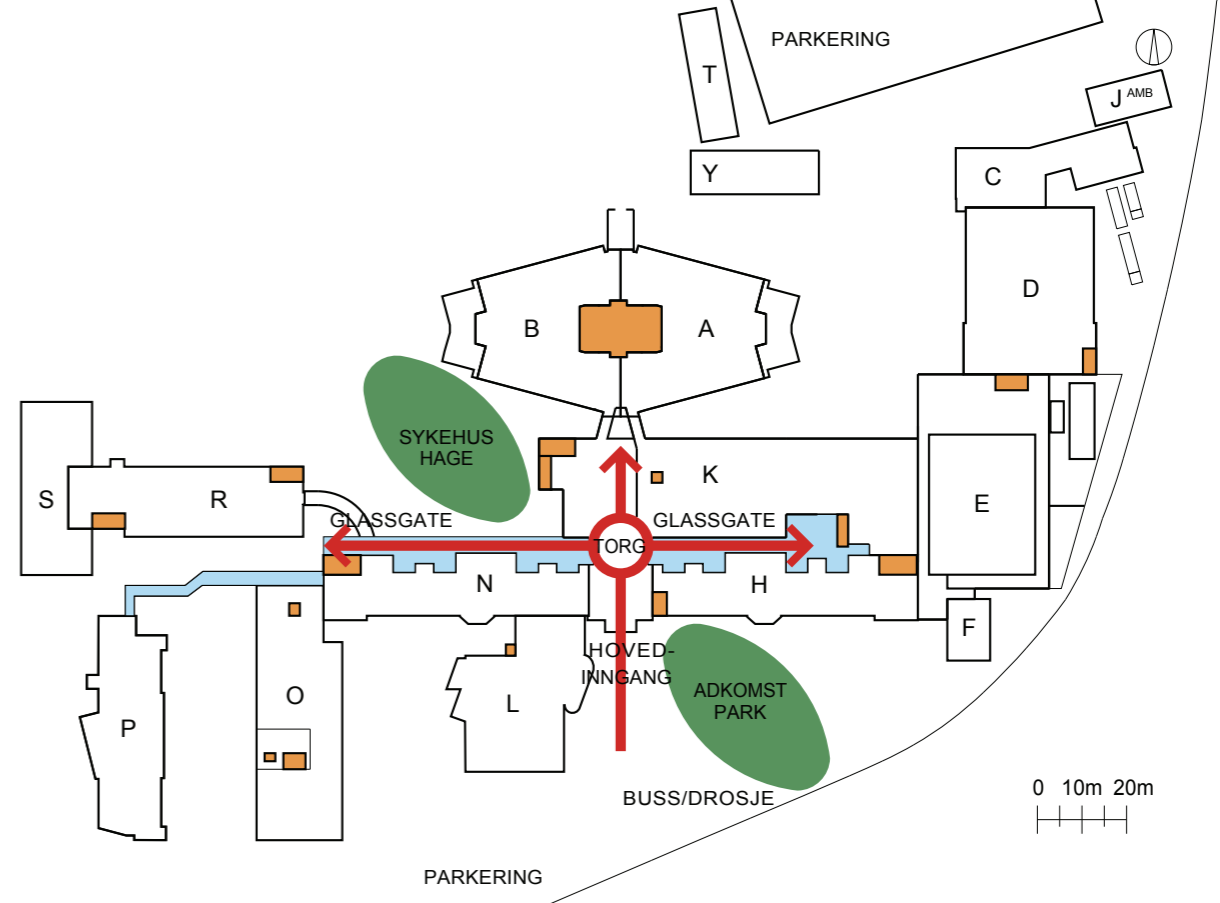 PARKERING
T
J AMB
Y
C
D
B
A
SYKEHUS
HAGE
K
S
R
E
GLASSGATE
GLASSGATE
TORG
N
H
F
HOVED-
INNGANG
ADKOMST
PARK
O
L
P
0 10m 20m
BUSS/DROSJE
PARKERING